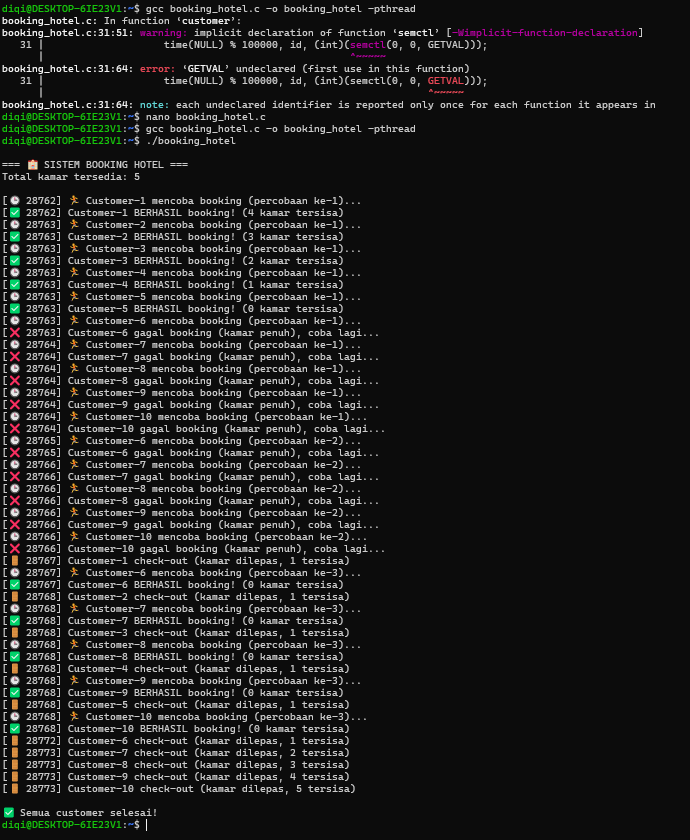 diqi@DESKTOP-6IE23V1:~$ gcc booking_hotel.c -o booking_hotel -pthread
booking_hotel.c: In function ‘customer’:
booking_hotel.c:31:51: warning: implicit declaration of function ‘semctl’ [-Wimplicit-function-declaration]
   31 |                    time(NULL) % 100000, id, (int)(semctl(0, 0, GETVAL)));
      |                                                   ^~~~~~
booking_hotel.c:31:64: error: ‘GETVAL’ undeclared (first use in this function)
   31 |                    time(NULL) % 100000, id, (int)(semctl(0, 0, GETVAL)));
      |                                                                ^~~~~~
booking_hotel.c:31:64: note: each undeclared identifier is reported only once for each function it appears in
diqi@DESKTOP-6IE23V1:~$ nano booking_hotel.c
diqi@DESKTOP-6IE23V1:~$ gcc booking_hotel.c -o booking_hotel -pthread
diqi@DESKTOP-6IE23V1:~$ ./booking_hotel
=== 🏨 SISTEM BOOKING HOTEL ===
Total kamar tersedia: 5
[🕒 28762] 🏃 Customer-1 mencoba booking (percobaan ke-1)...
[✅ 28762] Customer-1 BERHASIL booking! (4 kamar tersisa)
[🕒 28763] 🏃 Customer-2 mencoba booking (percobaan ke-1)...
[✅ 28763] Customer-2 BERHASIL booking! (3 kamar tersisa)
[🕒 28763] 🏃 Customer-3 mencoba booking (percobaan ke-1)...
[✅ 28763] Customer-3 BERHASIL booking! (2 kamar tersisa)
[🕒 28763] 🏃 Customer-4 mencoba booking (percobaan ke-1)...
[✅ 28763] Customer-4 BERHASIL booking! (1 kamar tersisa)
[🕒 28763] 🏃 Customer-5 mencoba booking (percobaan ke-1)...
[✅ 28763] Customer-5 BERHASIL booking! (0 kamar tersisa)
[🕒 28763] 🏃 Customer-6 mencoba booking (percobaan ke-1)...
[❌ 28763] Customer-6 gagal booking (kamar penuh), coba lagi...
[🕒 28764] 🏃 Customer-7 mencoba booking (percobaan ke-1)...
[❌ 28764] Customer-7 gagal booking (kamar penuh), coba lagi...
[🕒 28764] 🏃 Customer-8 mencoba booking (percobaan ke-1)...
[❌ 28764] Customer-8 gagal booking (kamar penuh), coba lagi...
[🕒 28764] 🏃 Customer-9 mencoba booking (percobaan ke-1)...
[❌ 28764] Customer-9 gagal booking (kamar penuh), coba lagi...
[🕒 28764] 🏃 Customer-10 mencoba booking (percobaan ke-1)...
[❌ 28764] Customer-10 gagal booking (kamar penuh), coba lagi...
[🕒 28765] 🏃 Customer-6 mencoba booking (percobaan ke-2)...
[❌ 28765] Customer-6 gagal booking (kamar penuh), coba lagi...
[🕒 28766] 🏃 Customer-7 mencoba booking (percobaan ke-2)...
[❌ 28766] Customer-7 gagal booking (kamar penuh), coba lagi...
[🕒 28766] 🏃 Customer-8 mencoba booking (percobaan ke-2)...
[❌ 28766] Customer-8 gagal booking (kamar penuh), coba lagi...
[🕒 28766] 🏃 Customer-9 mencoba booking (percobaan ke-2)...
[❌ 28766] Customer-9 gagal booking (kamar penuh), coba lagi...
[🕒 28766] 🏃 Customer-10 mencoba booking (percobaan ke-2)...
[❌ 28766] Customer-10 gagal booking (kamar penuh), coba lagi...
[🚪 28767] Customer-1 check-out (kamar dilepas, 1 tersisa)
[🕒 28767] 🏃 Customer-6 mencoba booking (percobaan ke-3)...
[✅ 28767] Customer-6 BERHASIL booking! (0 kamar tersisa)
[🚪 28768] Customer-2 check-out (kamar dilepas, 1 tersisa)
[🕒 28768] 🏃 Customer-7 mencoba booking (percobaan ke-3)...
[✅ 28768] Customer-7 BERHASIL booking! (0 kamar tersisa)
[🚪 28768] Customer-3 check-out (kamar dilepas, 1 tersisa)
[🕒 28768] 🏃 Customer-8 mencoba booking (percobaan ke-3)...
[✅ 28768] Customer-8 BERHASIL booking! (0 kamar tersisa)
[🚪 28768] Customer-4 check-out (kamar dilepas, 1 tersisa)
[🕒 28768] 🏃 Customer-9 mencoba booking (percobaan ke-3)...
[✅ 28768] Customer-9 BERHASIL booking! (0 kamar tersisa)
[🚪 28768] Customer-5 check-out (kamar dilepas, 1 tersisa)
[🕒 28768] 🏃 Customer-10 mencoba booking (percobaan ke-3)...
[✅ 28768] Customer-10 BERHASIL booking! (0 kamar tersisa)
[🚪 28772] Customer-6 check-out (kamar dilepas, 1 tersisa)
[🚪 28773] Customer-7 check-out (kamar dilepas, 2 tersisa)
[🚪 28773] Customer-8 check-out (kamar dilepas, 3 tersisa)
[🚪 28773] Customer-9 check-out (kamar dilepas, 4 tersisa)
[🚪 28773] Customer-10 check-out (kamar dilepas, 5 tersisa)
✅ Semua customer selesai!
diqi@DESKTOP-6IE23V1:~$